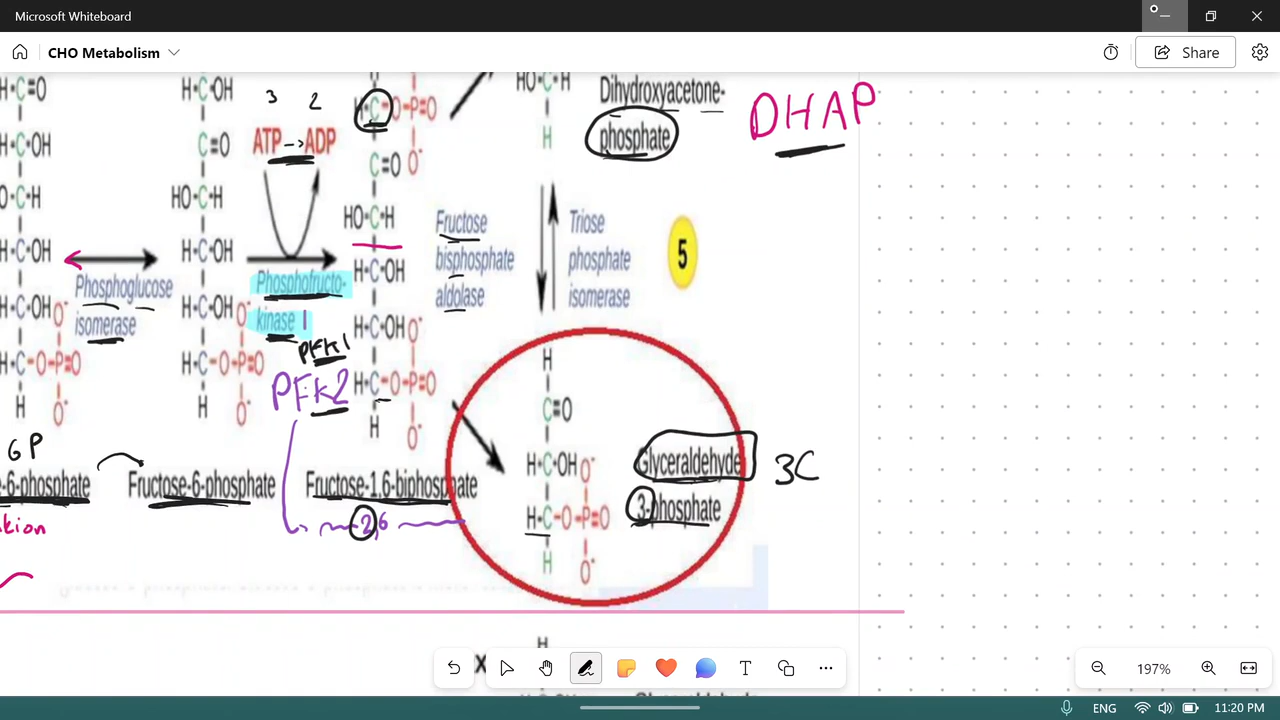 Microsoft Whiteboard
CHO Metabolism
Share
H-C=O
H-C-OH
O-C-H
H-C-OH
H-C-OH O-
H-C-O-P=O
H O-
Phosphoglucose
isomerase
H-C-OH
C=O
HO-C-H
H-C-OH
H-C-OH O-
H-C-O-P=O
H O-
3 2
ATP → ADP
Phosphofructo-
kinase 1
PFK1
PFK2
H-C-O-P=O
C=O O-
HO-C-H
H-C-OH
H-C-OH O-
H-C-O-P=O
H O-
Fructose
bisphosphate
aldolase
HO-C-H
H
Dihydroxyacetone-
phosphate
DHAP
Triose
phosphate
isomerase
5
H
C=O
H-C-OH O-
H-C-O-P=O
H O-
Glyceraldehyde
3-phosphate
3C
6P
-6-phosphate
Fructose-6-phosphate
Fructose-1,6-biphosphate
2,6
ation
H
197%
ENG
11:20 PM